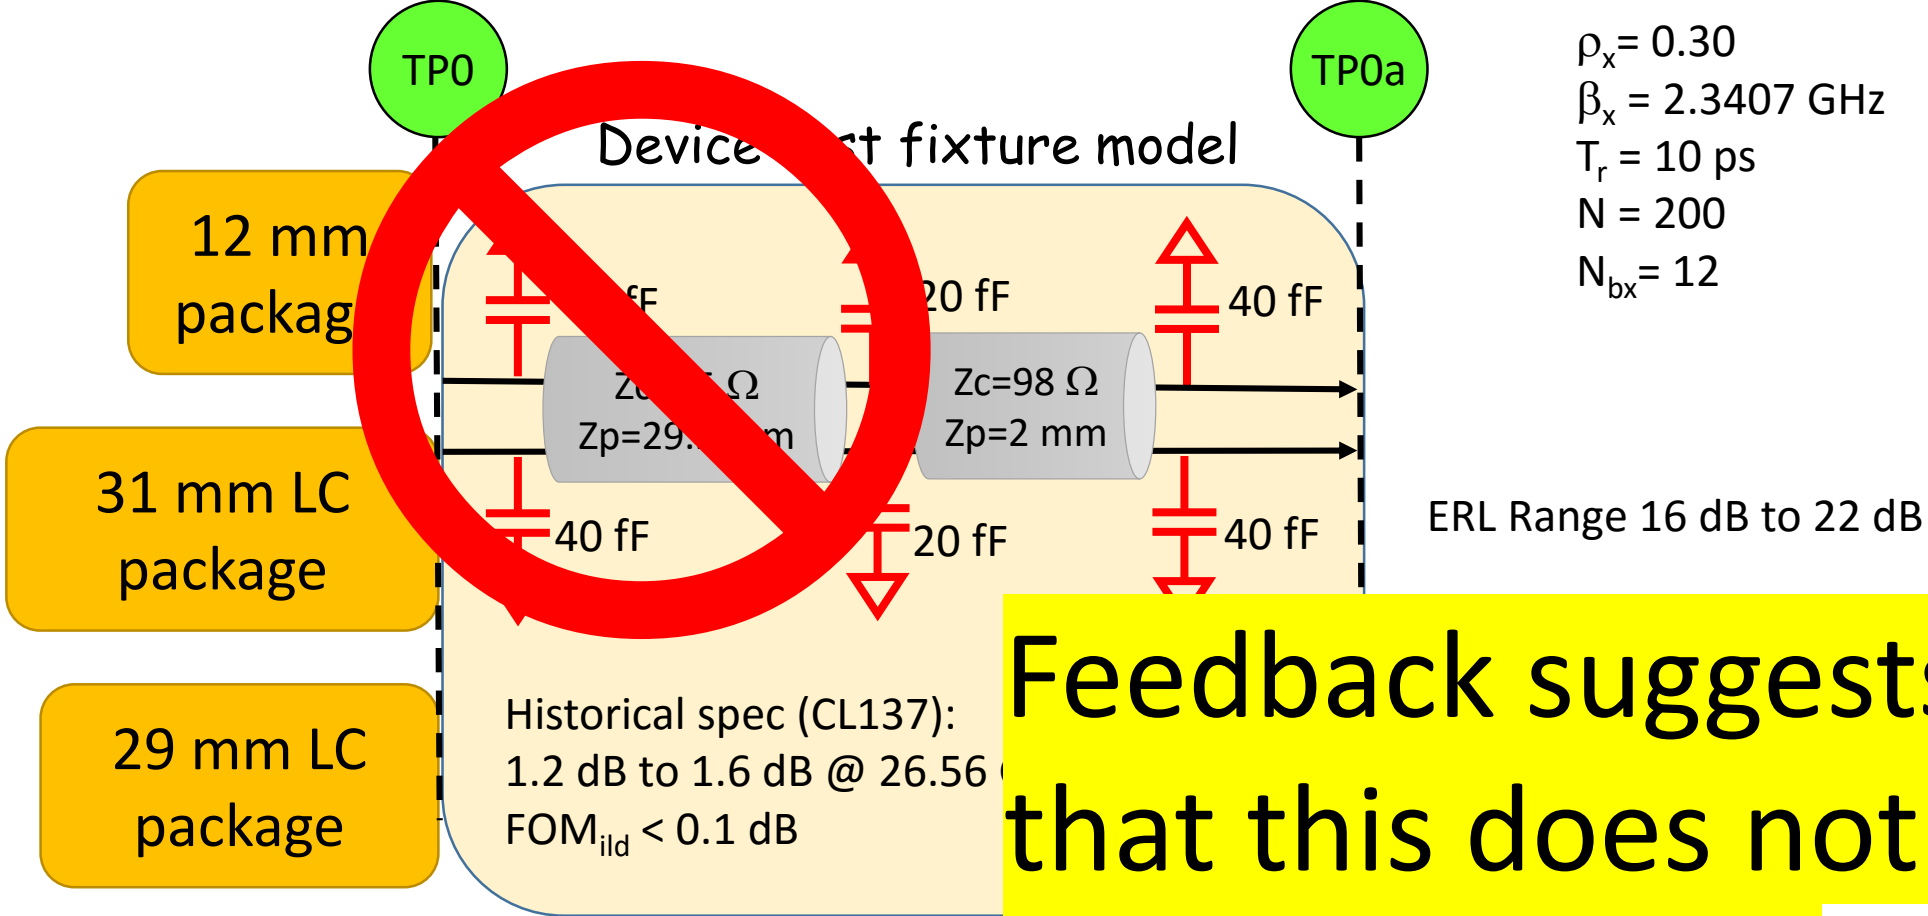 TP0
TP0a
ρx= 0.30
βx = 2.3407 GHz
Tr = 10 ps
N = 200
Nbx= 12
Device fixture model
12 mm
31 mm LC
package
29 mm LC
package
20 fF
40 fF
Ω
Zc=98 Ω
Zp=2 mm
40 fF
20 fF
40 fF
ERL Range 16 dB to 22 dB
Historical spec (CL137):
1.2 dB to 1.6 dB @ 26.56
FOMild < 0.1 dB
Feedback suggests
that this does not